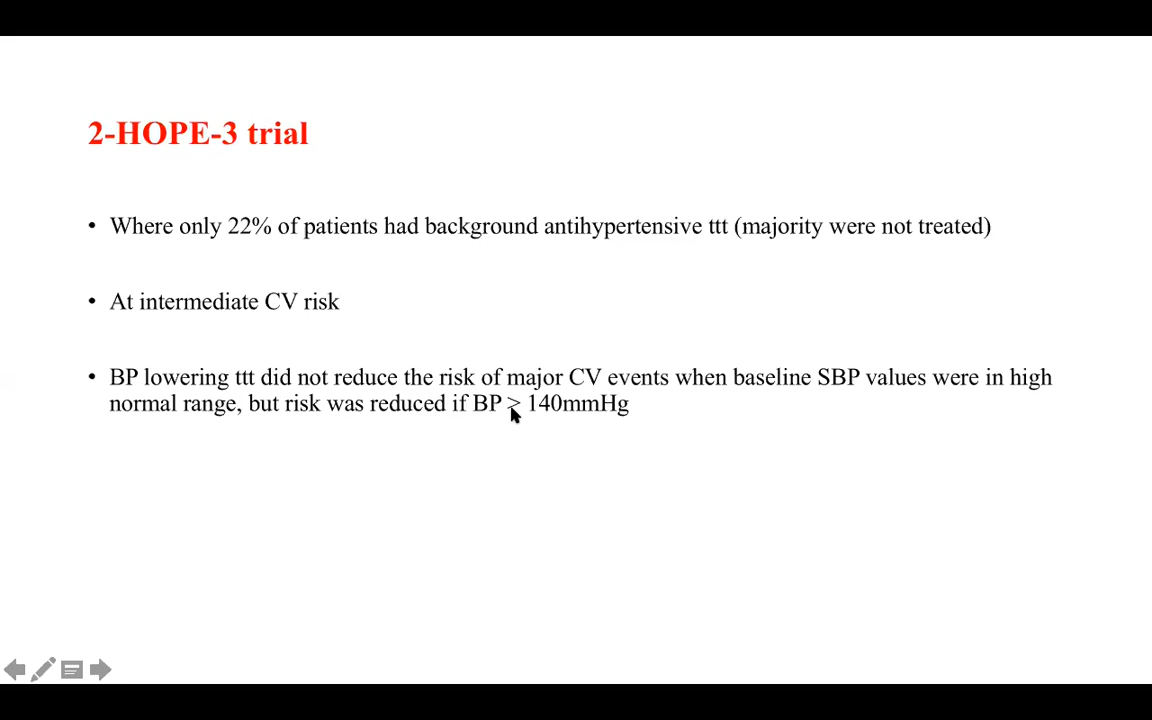 2-HOPE-3 trial
• Where only 22% of patients had background antihypertensive ttt (majority were not treated)
• At intermediate CV risk
• BP lowering ttt did not reduce the risk of major CV events when baseline SBP values were in high
normal range, but risk was reduced if BP > 140mmHg